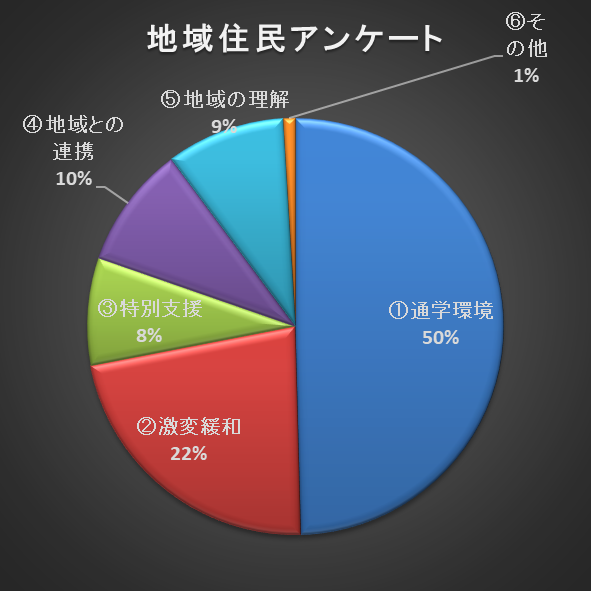 地域住民アンケート
⑥そ
の他
1%
⑤地域の理解
9%
④地域との
連携
10%
③特別支援
8%
①通学環境
50%
②激変緩和
22%